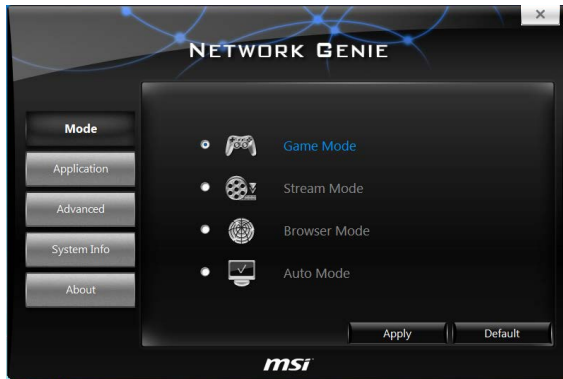 NETWORK GENIE
Mode
Application
Advanced
System Info
About
Game Mode
Stream Mode
Browser Mode
Auto Mode
Apply
Default
msi